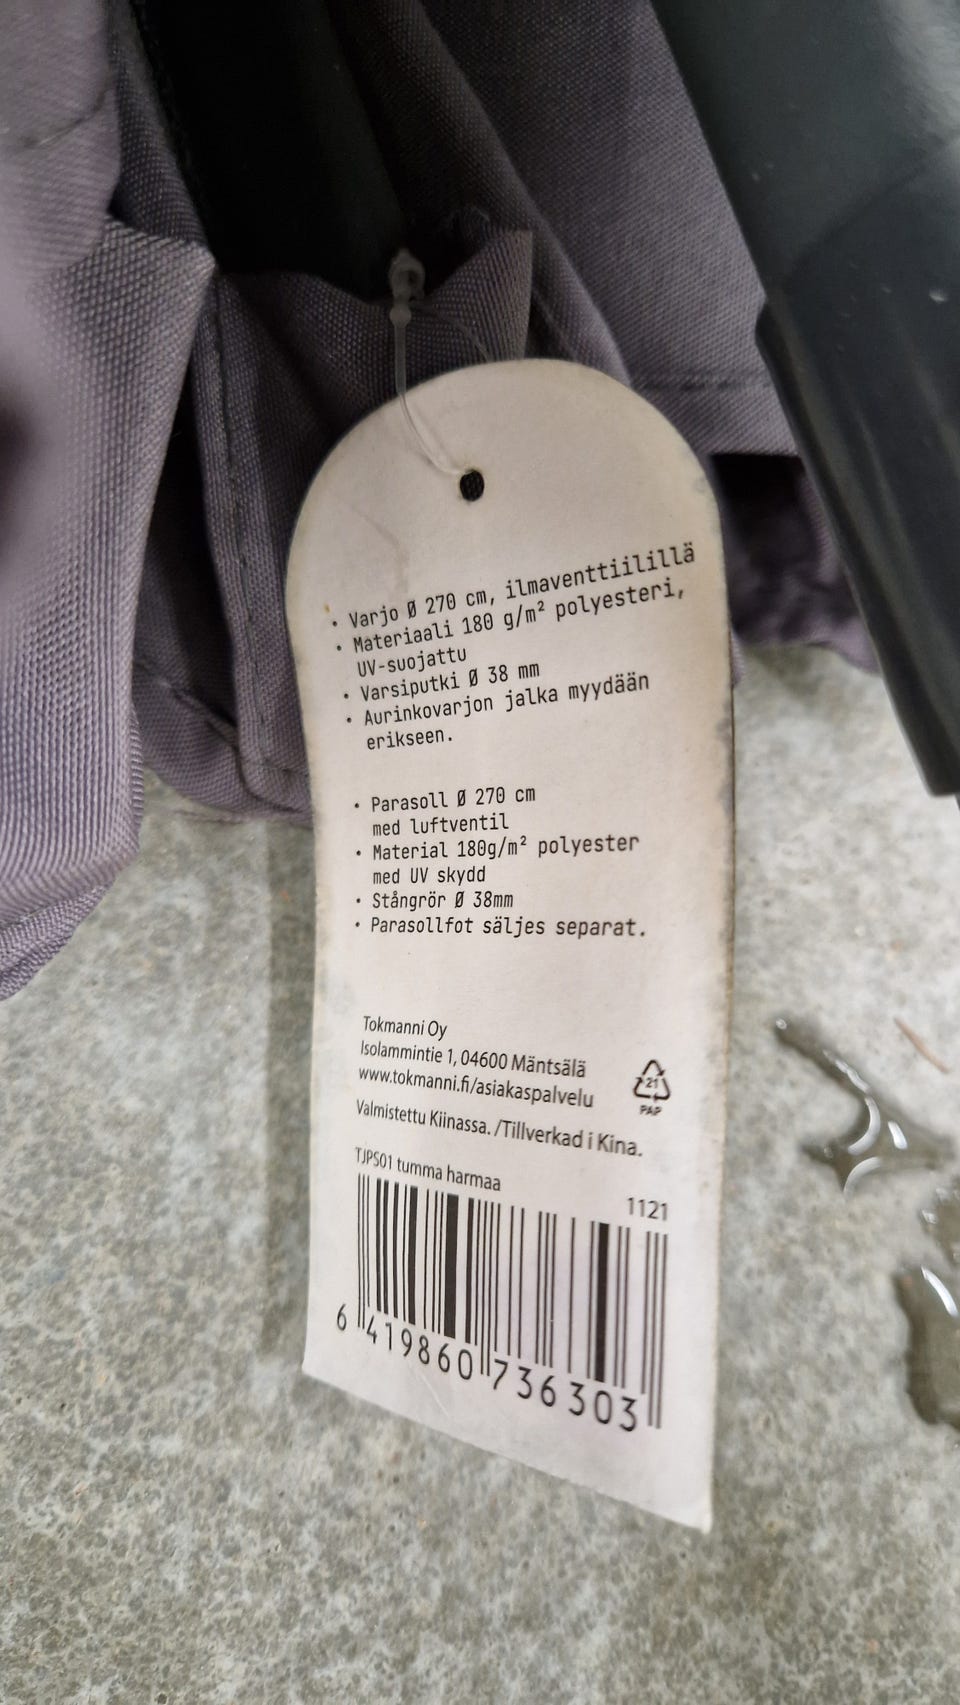 • Varjo Ø 270 cm, ilmaventtiilillä
• Materiaali 180 g/m² polyesteri,
UV-suojattu
• Varsiputki Ø 38 mm
• Aurinkovarjon jalka myydään
erikseen.
• Parasoll Ø 270 cm
med luftventil
• Material 180g/m² polyester
med UV skydd
• Stångrör Ø 38mm
• Parasollfot säljes separat.
Tokmanni Oy
Isolammintie 1, 04600 Mäntsälä
www.tokmanni.fi/asiakaspalvelu
21
PAP
Valmistettu Kiinassa. /Tillverkad i Kina.
TJPS01 tumma harmaa
1121
6 419860 736303